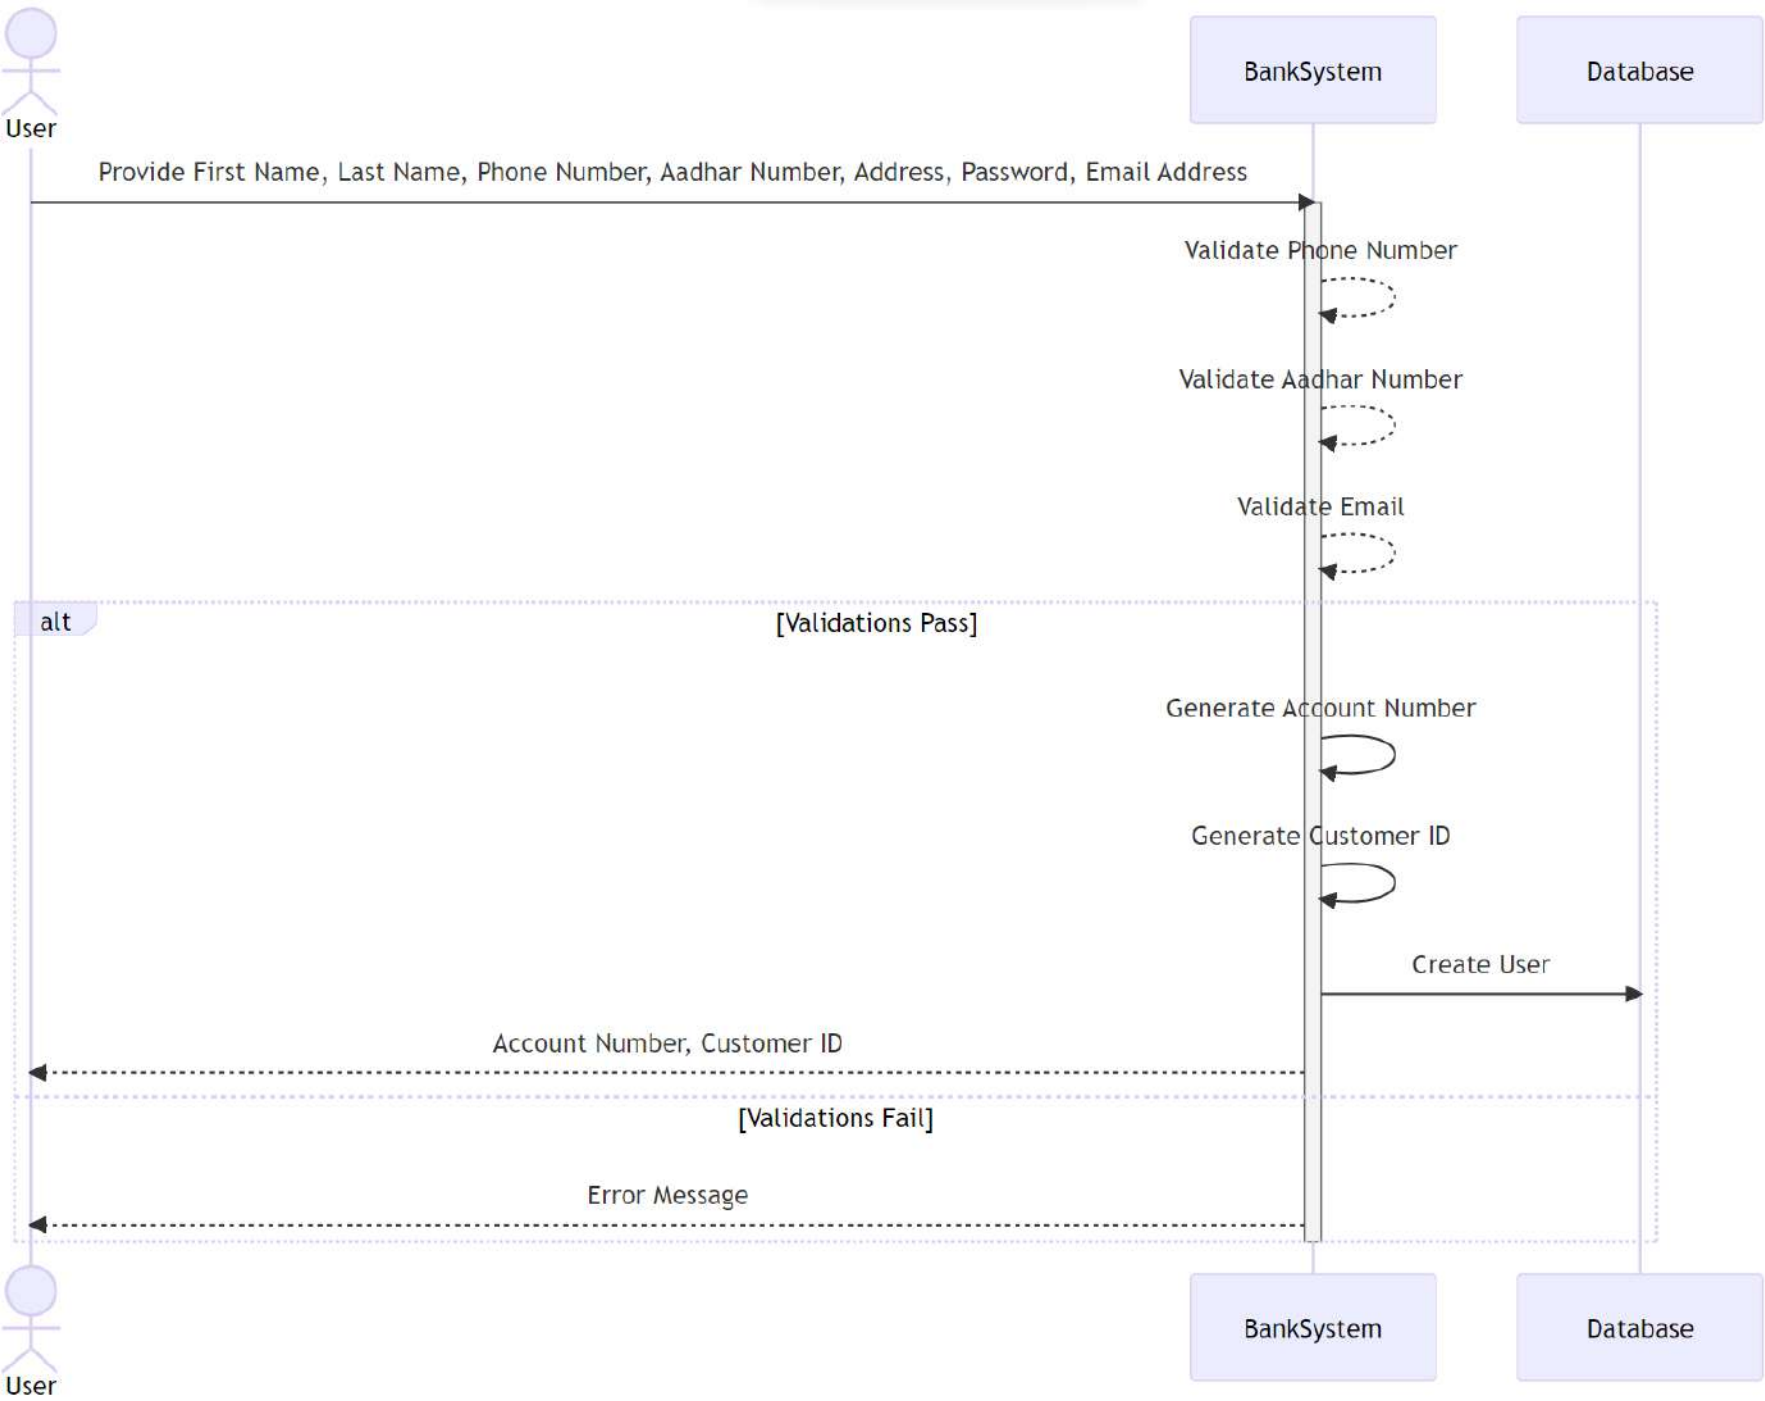 User
BankSystem
Database
Provide First Name, Last Name, Phone Number, Aadhar Number, Address, Password, Email Address
Validate Phone Number
Validate Aadhar Number
Validate Email
alt
[Validations Pass]
Generate Account Number
Generate Customer ID
Create User
Account Number, Customer ID
[Validations Fail]
Error Message
User
BankSystem
Database